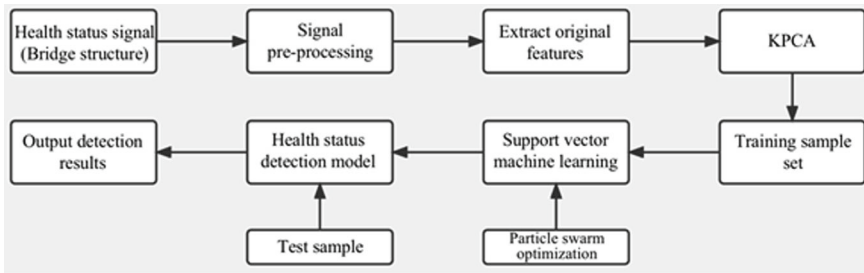 Health status signal
(Bridge structure)
Signal
pre-processing
Extract original
features
KPCA
Output detection
results
Health status
detection model
Support vector
machine learning
Training sample
set
Test sample
Particle swarm
optimization